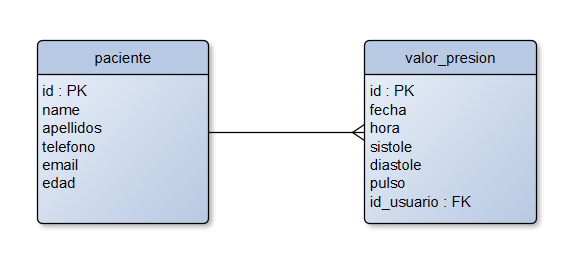 paciente
id : PK
name
apellidos
telefono
email
edad
valor_presion
id : PK
fecha
hora
sistole
diastole
pulso
id_usuario : FK